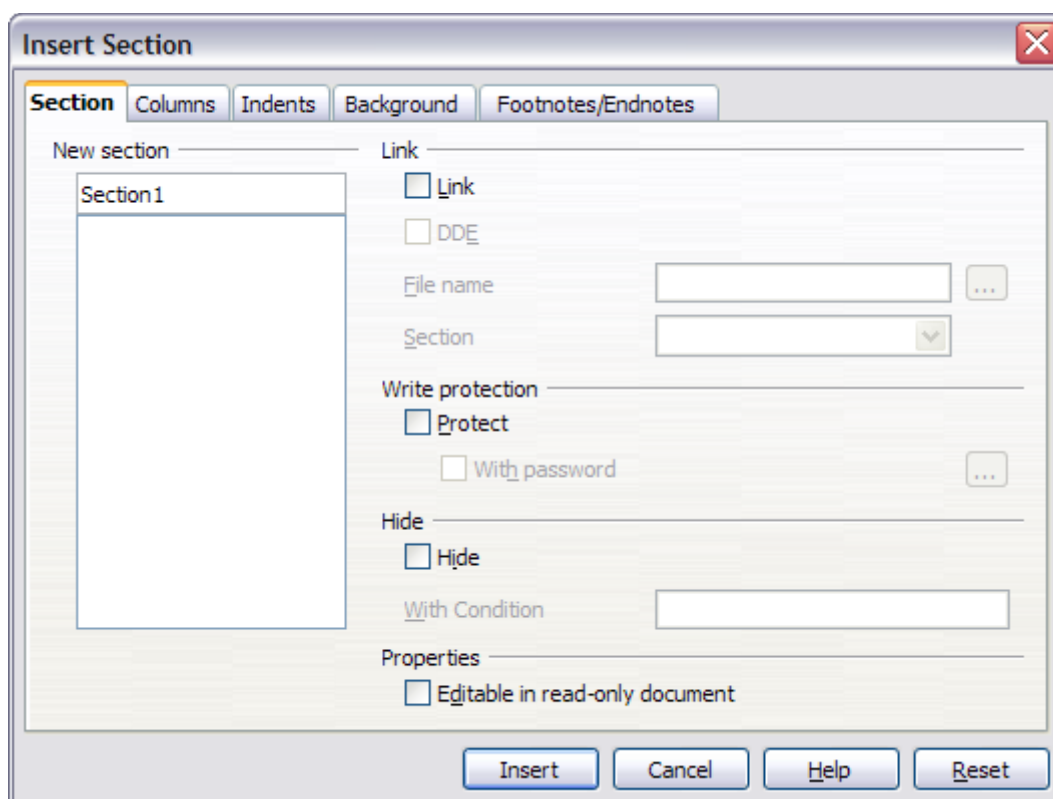 Insert Section
Section Columns Indents Background Footnotes/Endnotes
New section
Section1
Link
Link
DDE
File name
...
Section
Write protection
Protect
With password
...
Hide
Hide
With Condition
Properties
Editable in read-only document
Insert Cancel Help Reset